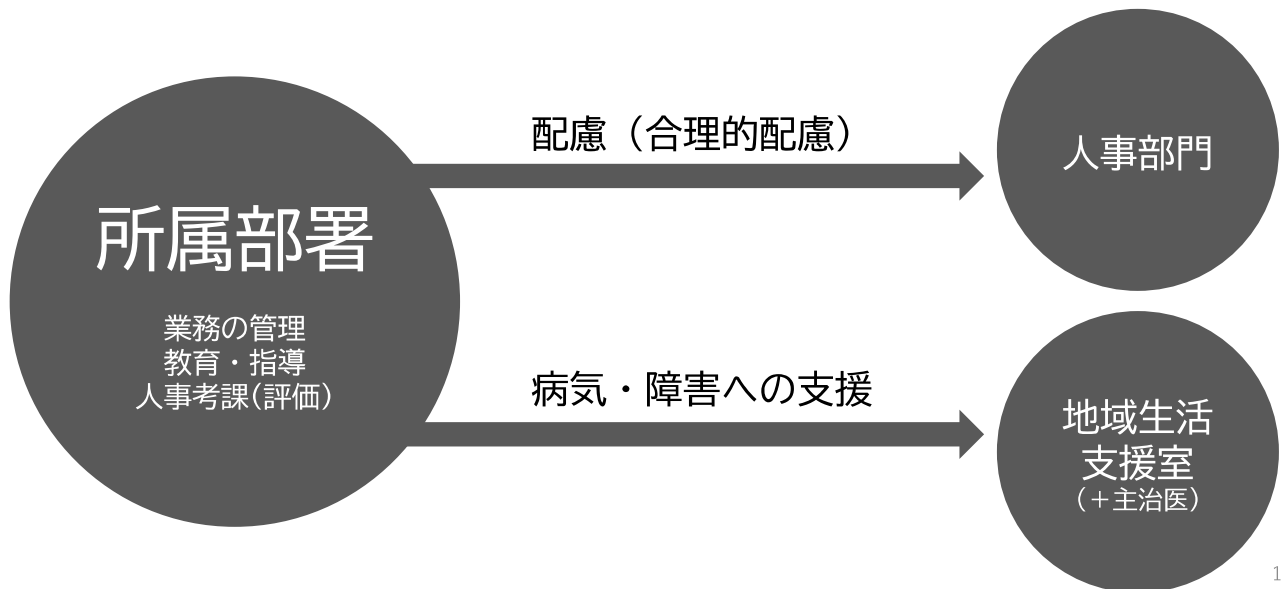 所属部署
業務の管理
教育・指導
人事考課(評価)
配慮（合理的配慮）
人事部門
病気・障害への支援
地域生活
支援室
（＋主治医）
1